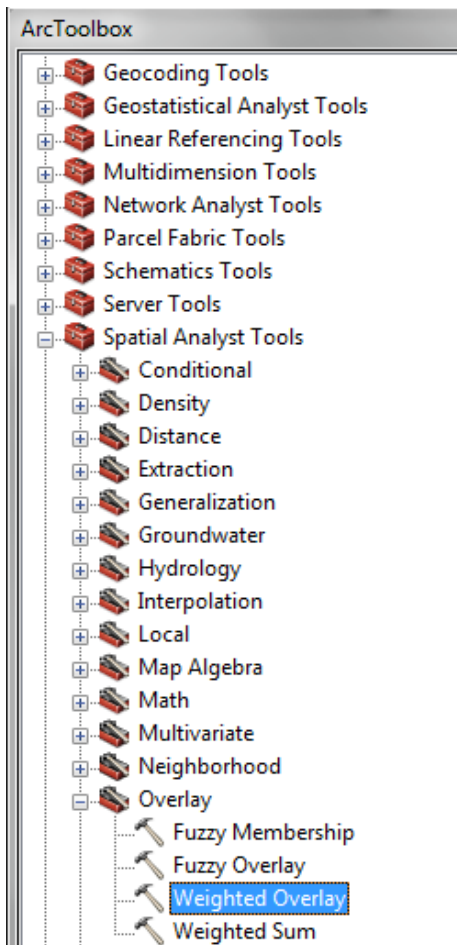 ArcToolbox
Geocoding Tools
Geostatistical Analyst Tools
Linear Referencing Tools
Multidimension Tools
Network Analyst Tools
Parcel Fabric Tools
Schematics Tools
Server Tools
Spatial Analyst Tools
Conditional
Density
Distance
Extraction
Generalization
Groundwater
Hydrology
Interpolation
Local
Map Algebra
Math
Multivariate
Neighborhood
Overlay
Fuzzy Membership
Fuzzy Overlay
Weighted Overlay
Weighted Sum